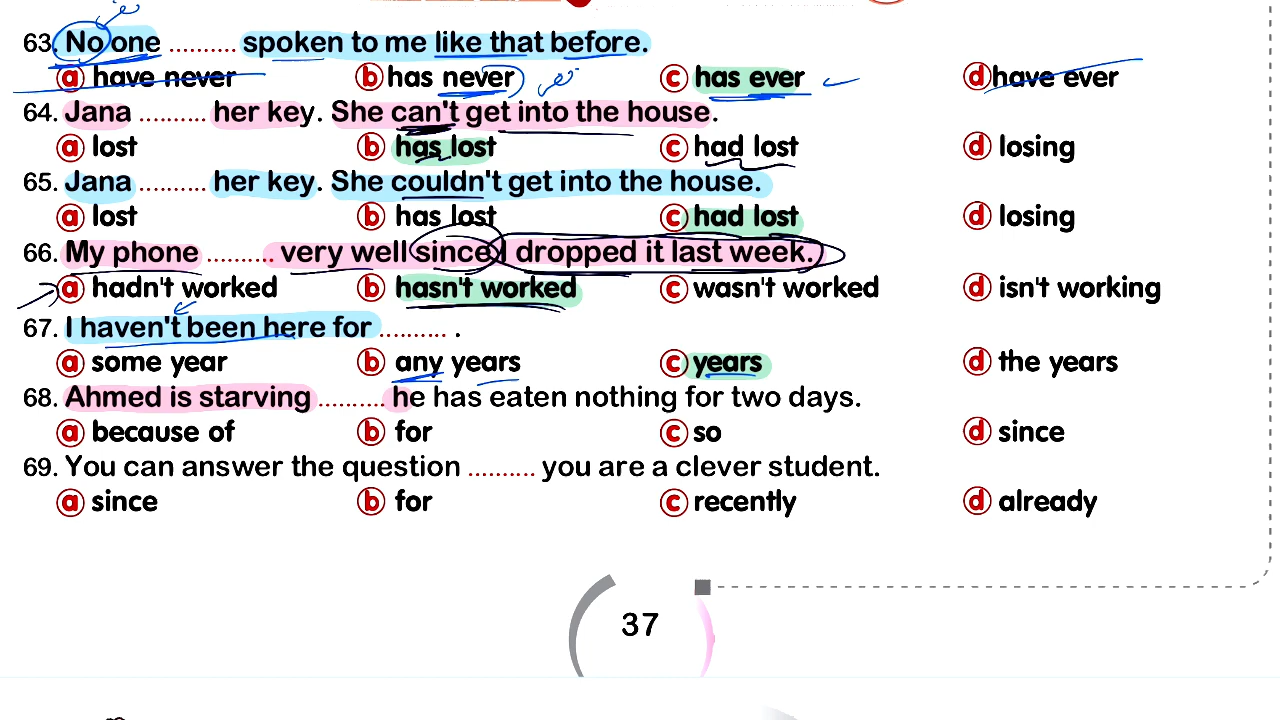 63. No one .......... spoken to me like that before.
a have never b has never c has ever d have ever
64. Jana .......... her key. She can't get into the house.
a lost b has lost c had lost d losing
65. Jana .......... her key. She couldn't get into the house.
a lost b has lost c had lost d losing
66. My phone .......... very well since I dropped it last week.
a hadn't worked b hasn't worked c wasn't worked d isn't working
67. I haven't been here for .......... .
a some year b any years c years d the years
68. Ahmed is starving .......... he has eaten nothing for two days.
a because of b for c so d since
69. You can answer the question .......... you are a clever student.
a since b for c recently d already
37